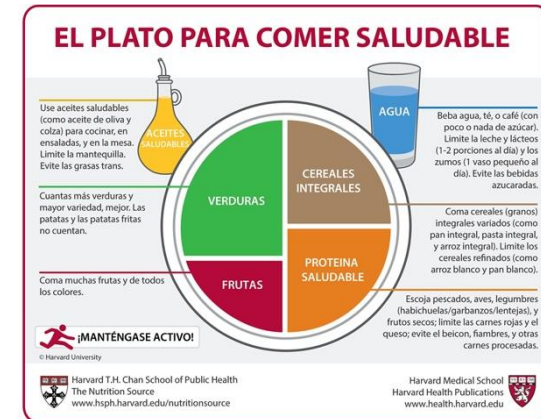 EL PLATO PARA COMER SALUDABLE
Use aceites saludables
(como aceite de oliva y
colza) para cocinar, en
ensaladas, y en la mesa.
Limite la mantequilla.
Evite las grasas trans.
ACEITES
SALUDABLES
AGUA
Beba agua, té, o café (con
poco o nada de azúcar).
Limite la leche y lácteos
(1-2 porciones al día) y los
zumos (1 vaso pequeño al
día). Evite las bebidas
azucaradas.
Cuantas más verduras y
mayor variedad, mejor. Las
patatas y las patatas fritas
no cuentan.
VERDURAS
CEREALES
INTEGRALES
Coma cereales (granos)
integrales variados (como
pan integral, pasta integral,
y arroz integral). Limite los
cereales refinados (como
arroz blanco y pan blanco).
Coma muchas frutas y de todos
los colores.
FRUTAS
PROTEINA
SALUDABLE
Escoja pescados, aves, legumbres
(habichuelas/garbanzos/lentejas), y
frutos secos; limite las carnes rojas y el
queso; evite el beicon, fiambres, y otras
carnes procesadas.
¡MANTÉNGASE ACTIVO!
© Harvard University
Harvard T.H. Chan School of Public Health
The Nutrition Source
www.hsph.harvard.edu/nutritionsource
Harvard Medical School
Harvard Health Publications
www.health.harvard.edu